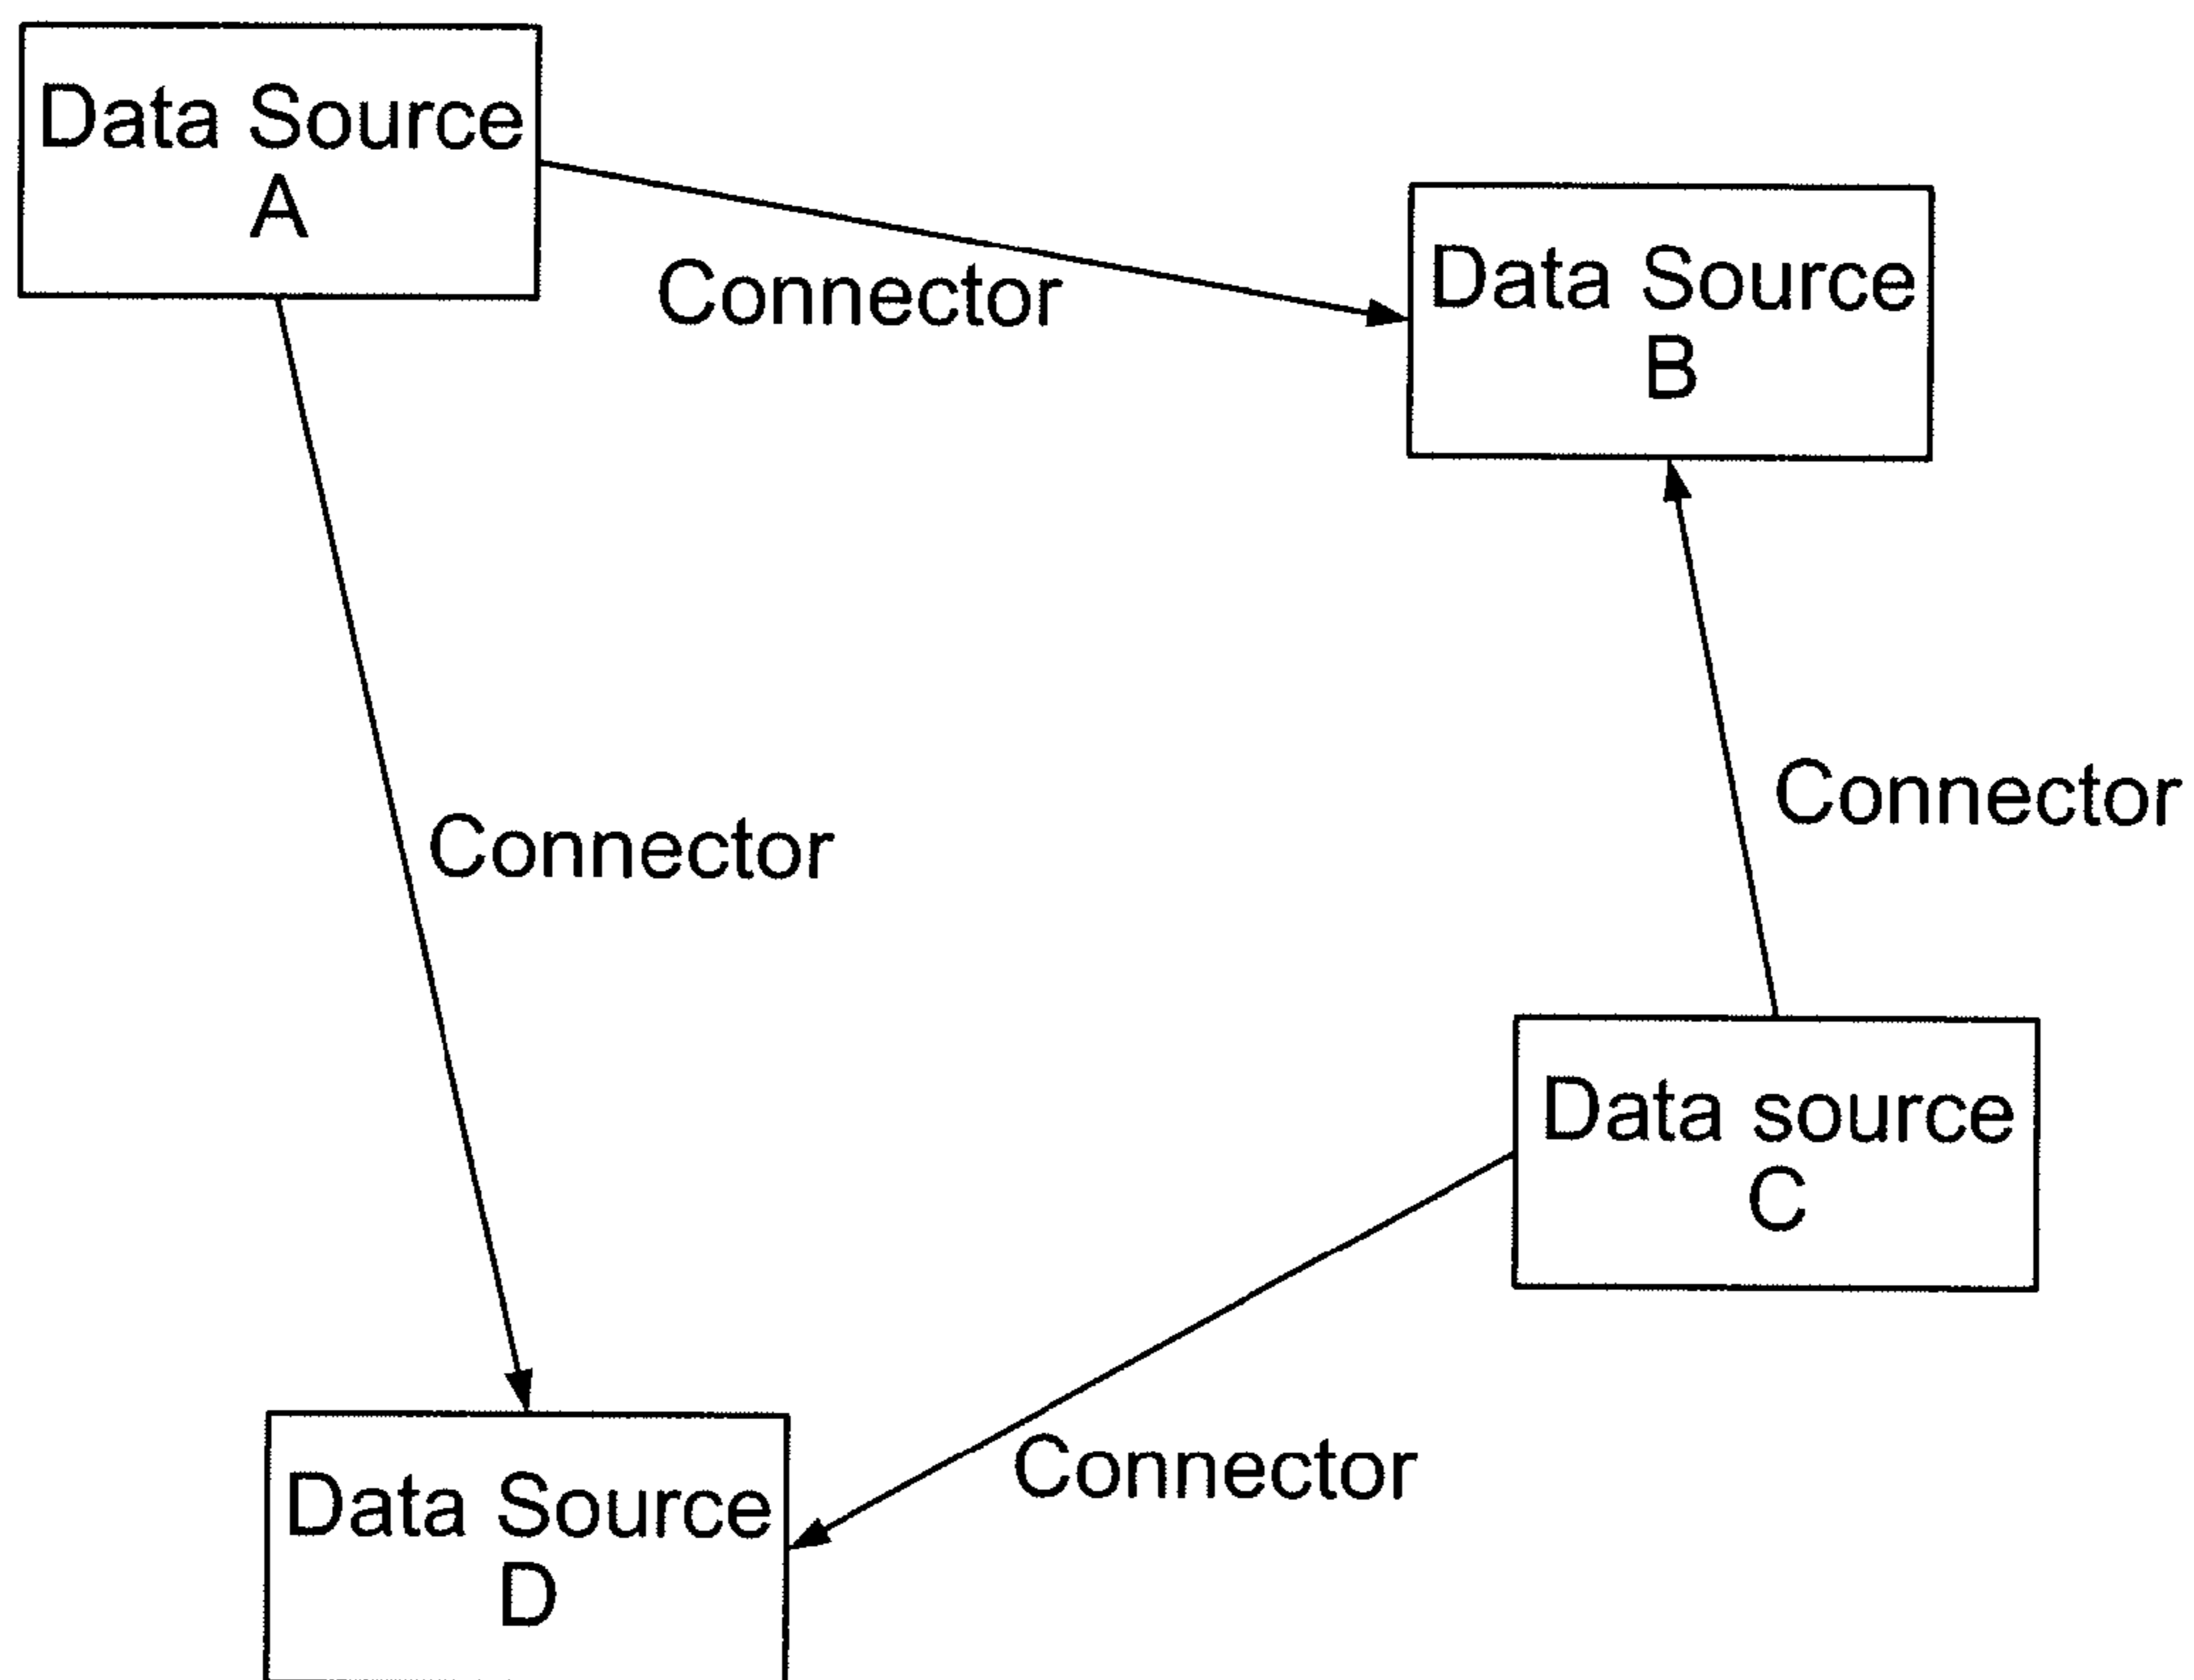 Data Source
A
Connector
Data Source
B
Connector
Connector
Data source
C
Connector
Data Source
D